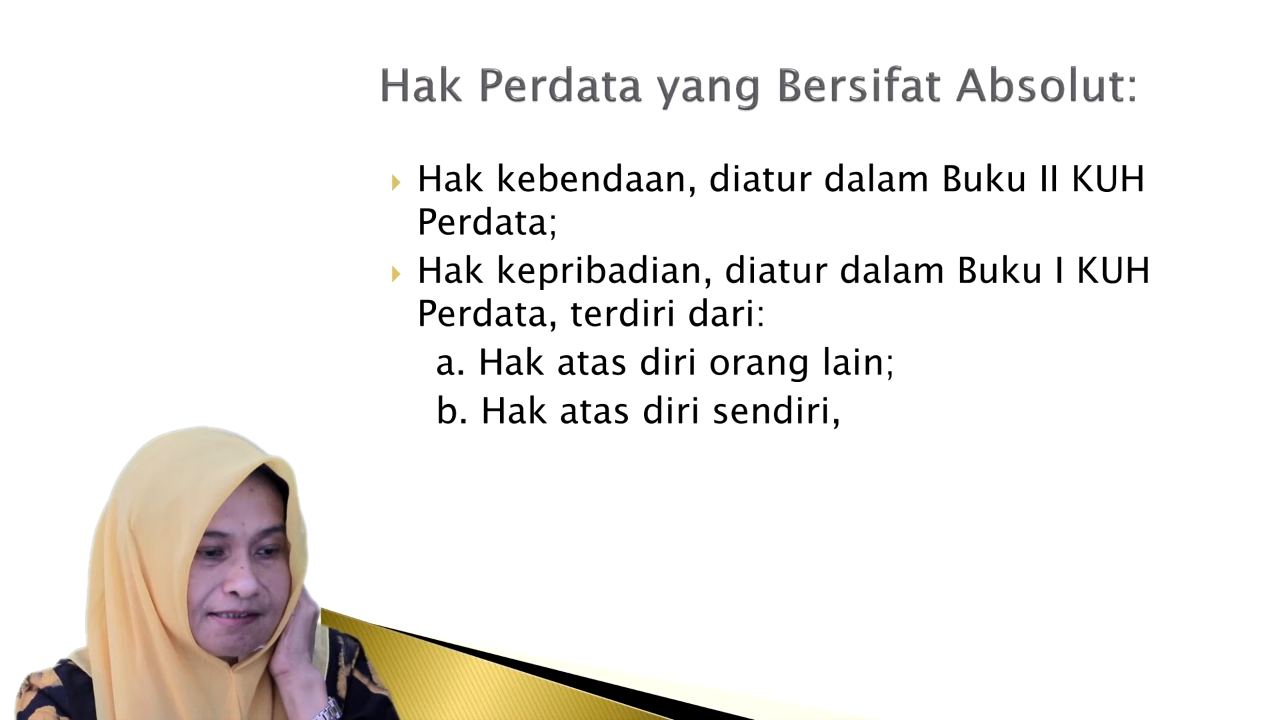 Hak Perdata yang Bersifat Absolut:
Hak kebendaan, diatur dalam Buku II KUH
Perdata;
Hak kepribadian, diatur dalam Buku I KUH
Perdata, terdiri dari:
a. Hak atas diri orang lain;
b. Hak atas diri sendiri,